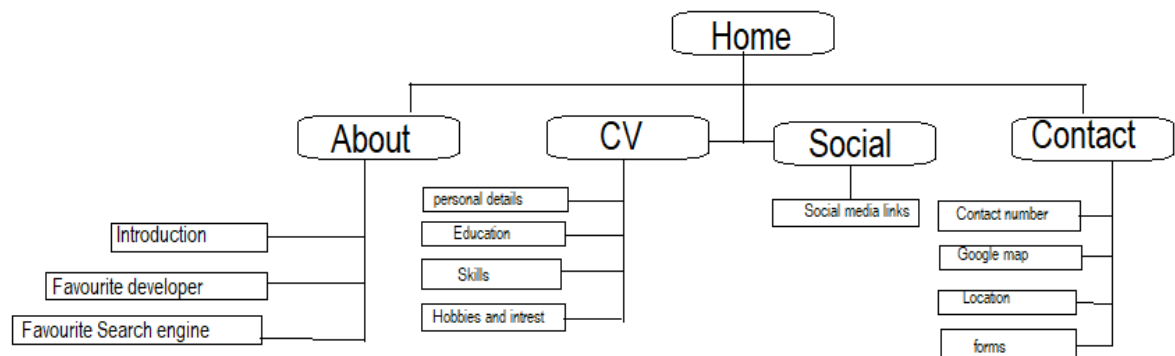 Home
About
CV
Social
Contact
Introduction
Favourite developer
Favourite Search engine
personal details
Education
Skills
Hobbies and intrest
Social media links
Contact number
Google map
Location
forms